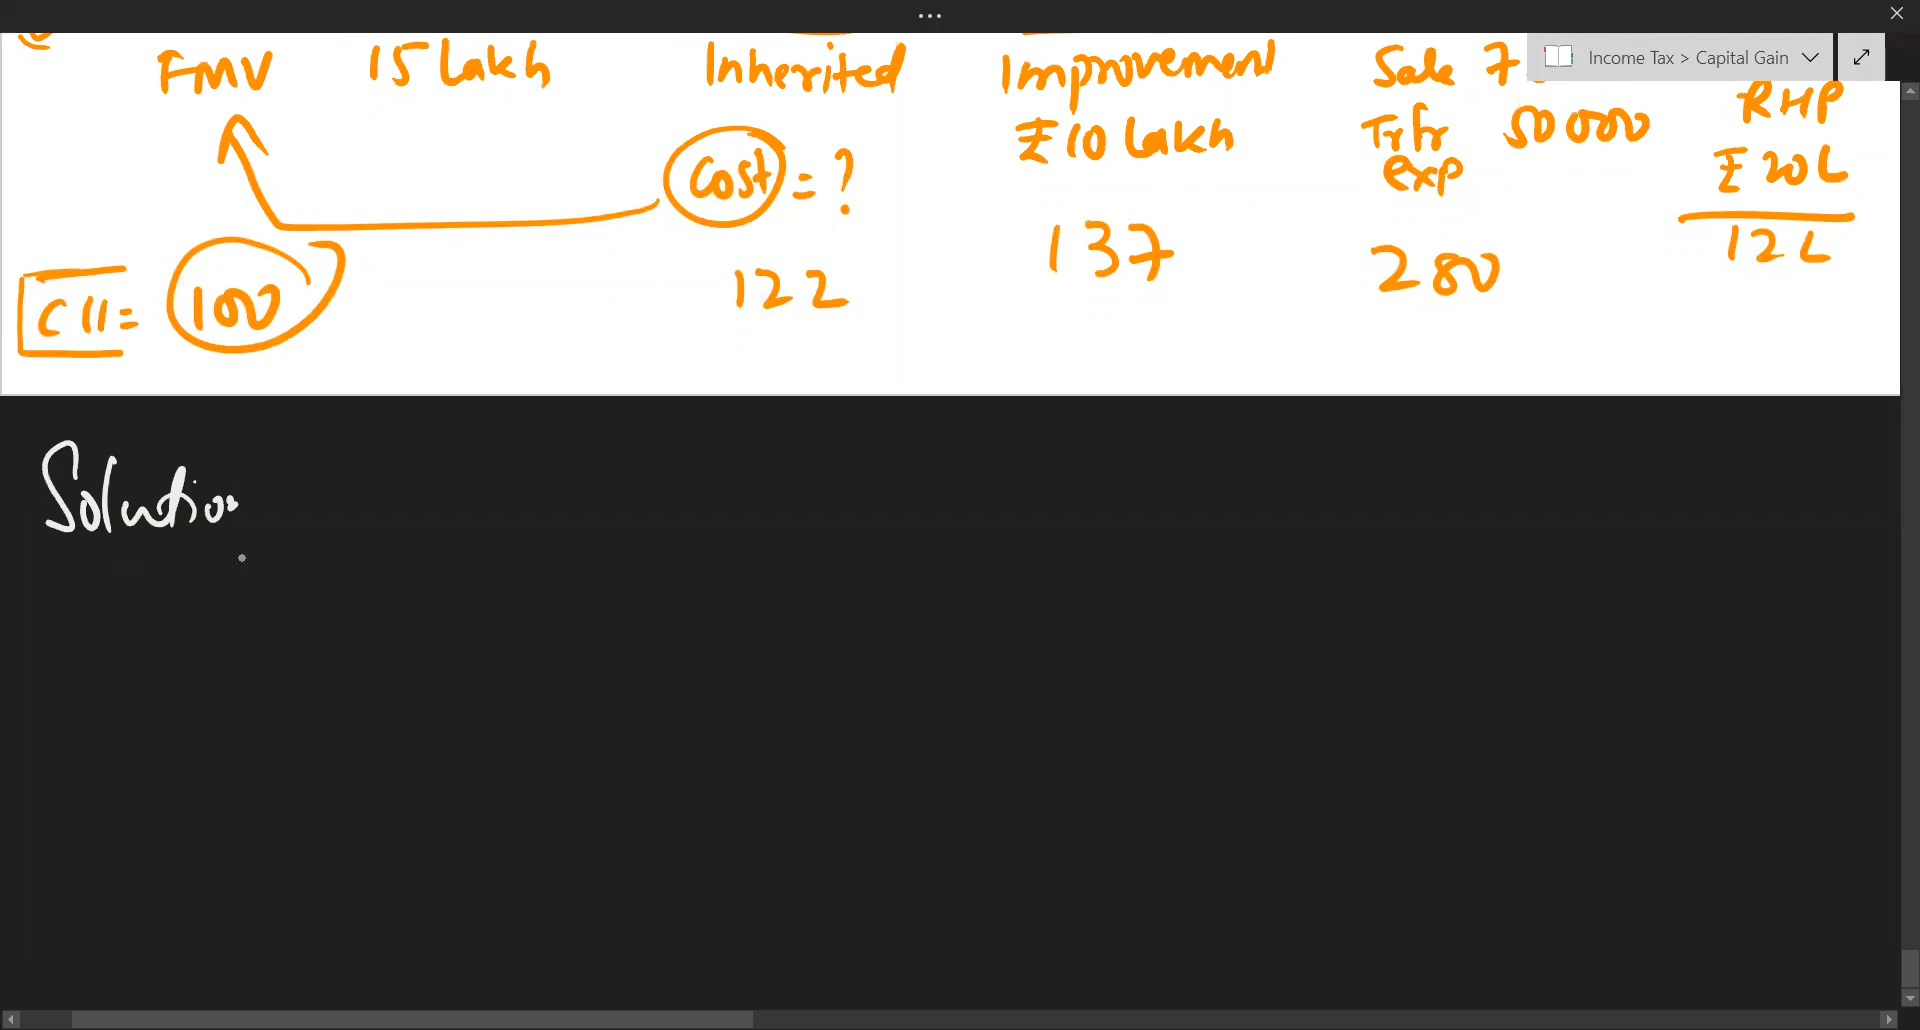 Income Tax > Capital Gain
FMV 15 Lakh Inherited Improvement Sale 7
₹10 Lakh Trfr exp 50000 RHP
Cost = ? ₹ 20L
CII = 100 122 137 280 12L
Solution